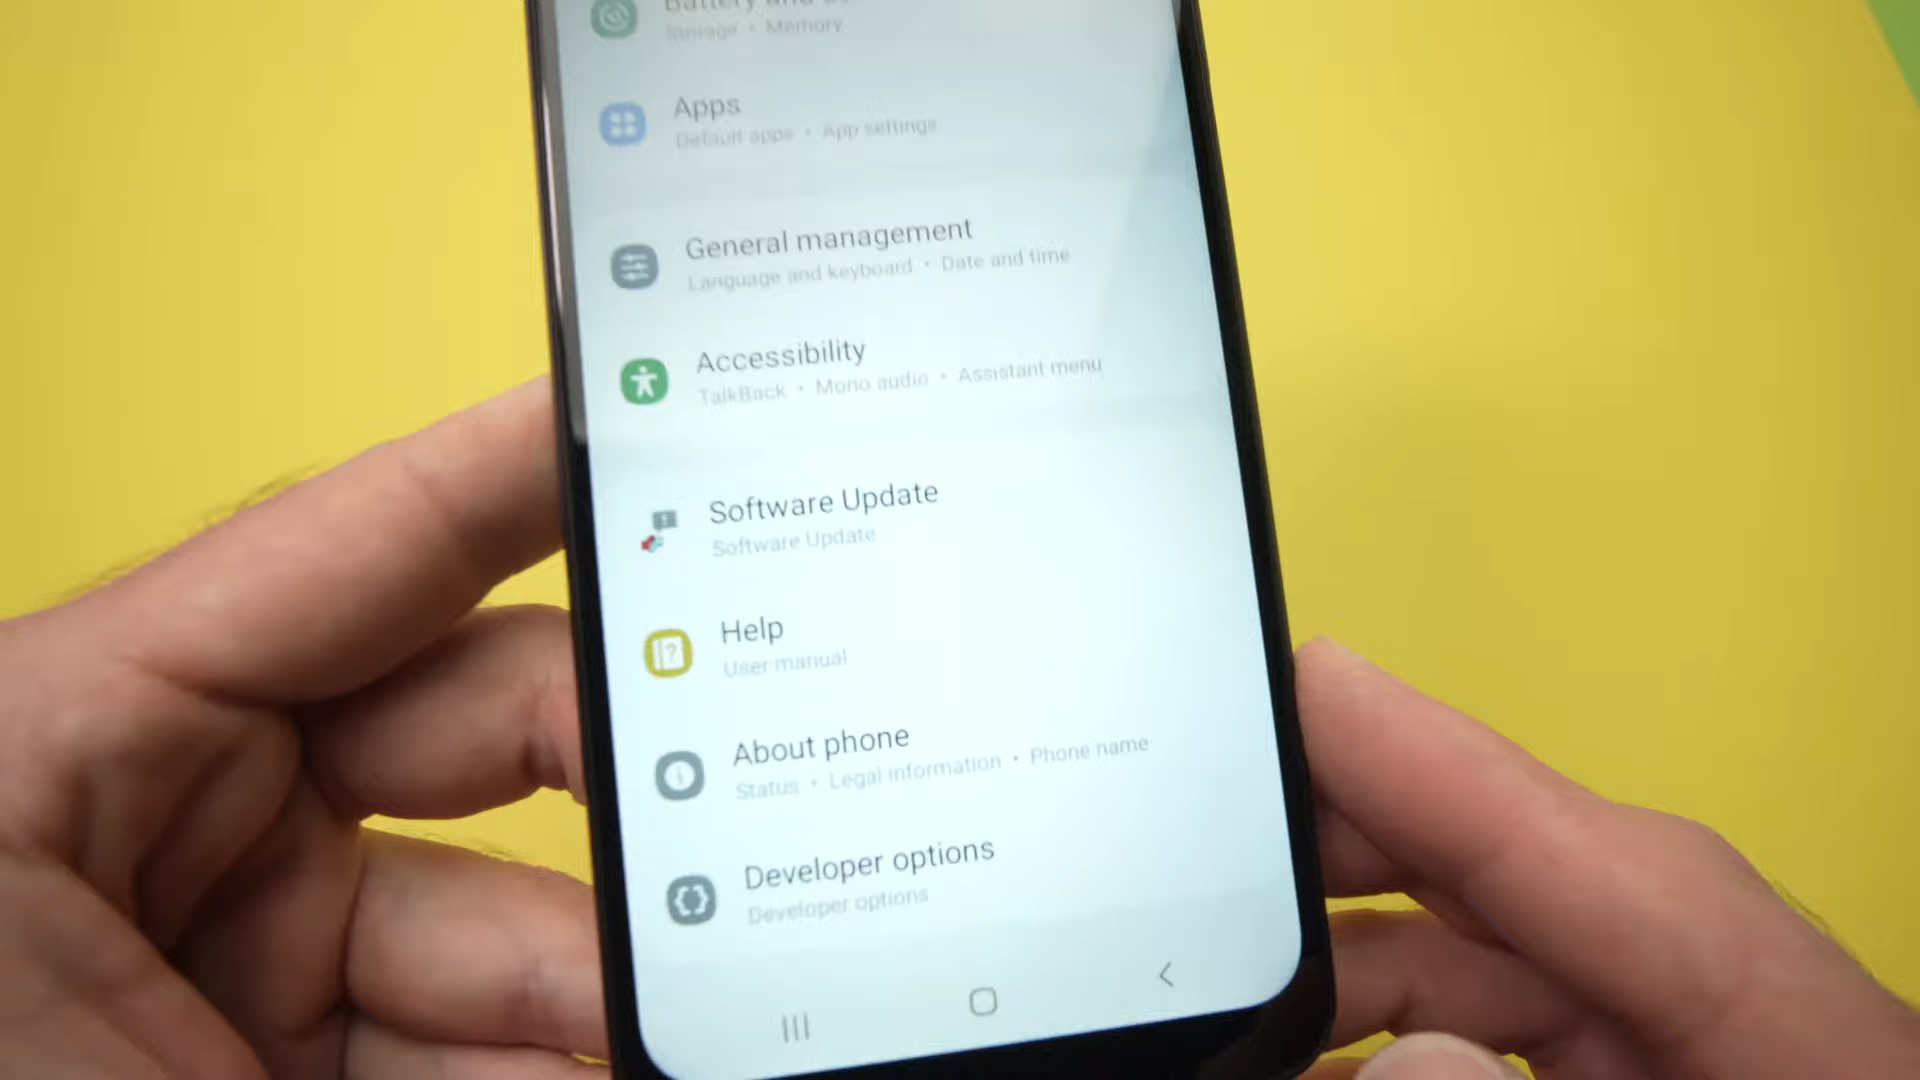 Battery and
Storage • Memory
Apps
Default apps • App settings
General management
Language and keyboard • Date and time
Accessibility
TalkBack • Mono audio • Assistant menu
Software Update
Software Update
Help
User manual
About phone
Status • Legal information • Phone name
Developer options
Developer options